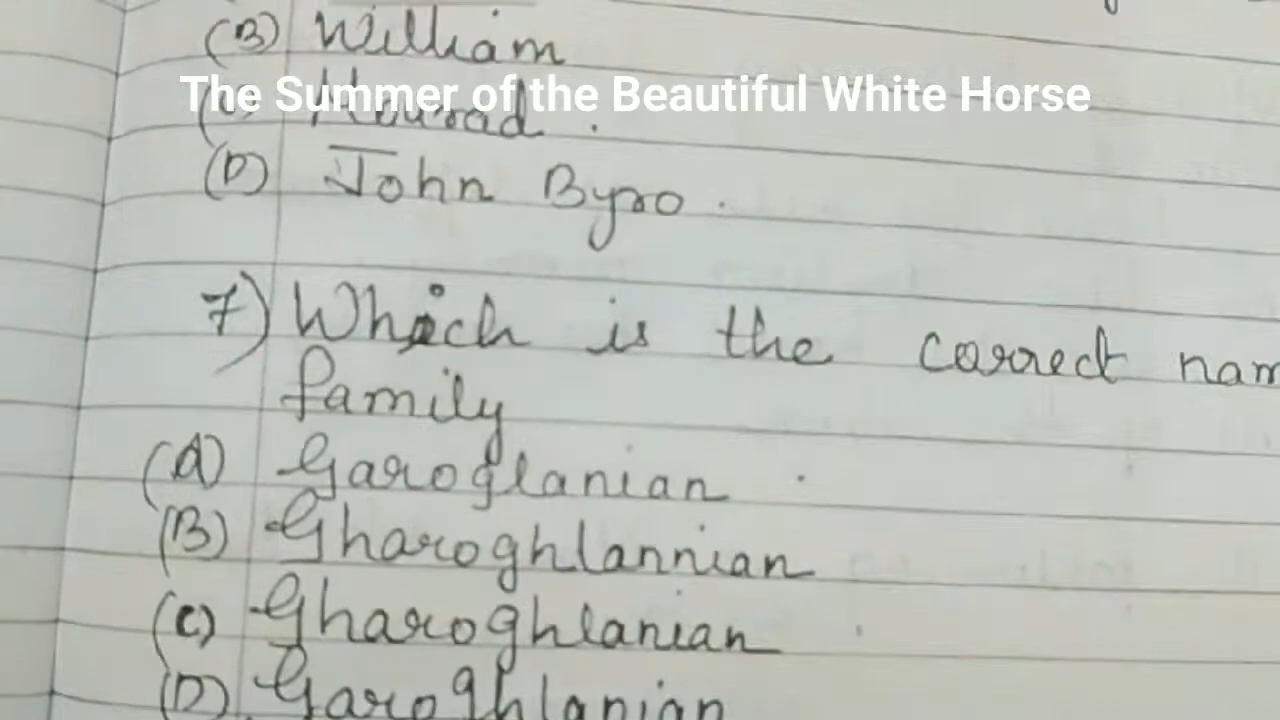 (B) William
The Summer of the Beautiful White Horse
(C) Mourad.
(D) John Byro.
7) Which is the correct nam
family
(A) Garoglanian.
(B) Gharoghlannian
(C) Gharoghlanian
(D) Garoghlanian